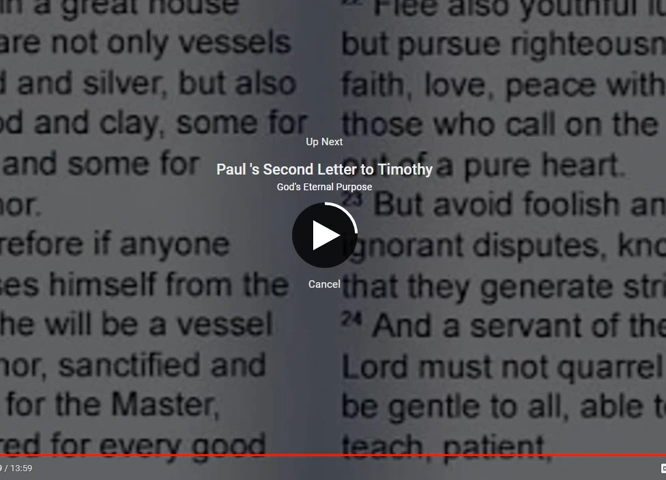 in a great house
are not only vessels
and silver, but also
and clay, some for
and some for
refore if anyone
ses himself from the
he will be a vessel
nor, sanctified and
for the Master,
red for every good
22 Flee also youthful
but pursue righteousn
faith, love, peace with
those who call on the
out of a pure heart.
23 But avoid foolish an
ignorant disputes, kno
that they generate stri
24 And a servant of the
Lord must not quarrel
be gentle to all, able t
teach, patient,
Up Next
Paul 's Second Letter to Timothy
God's Eternal Purpose
Cancel
/ 13:59